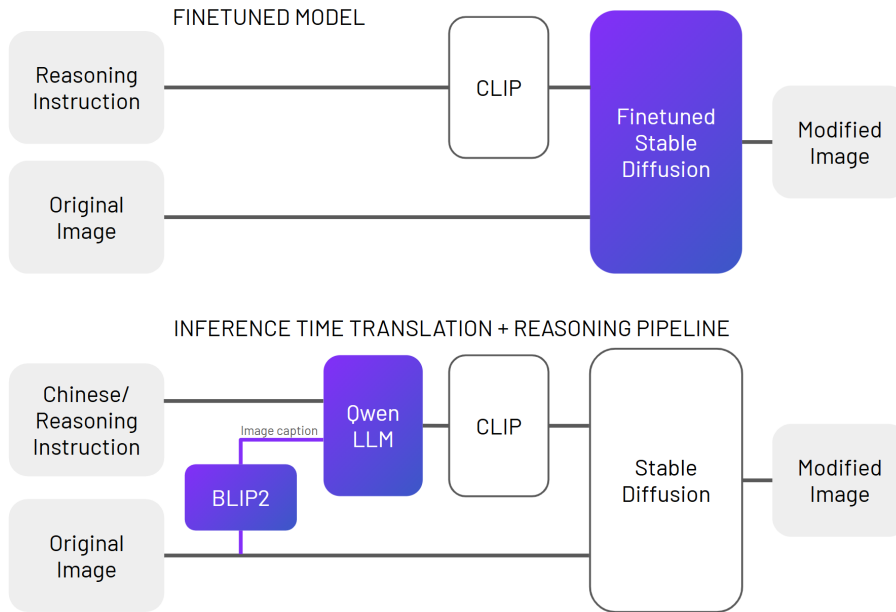 FINETUNED MODEL
Reasoning
Instruction
CLIP
Finetuned
Stable
Diffusion
Modified
Image
Original
Image
INFERENCE TIME TRANSLATION + REASONING PIPELINE
Chinese/
Reasoning
Instruction
Image caption
Qwen
LLM
CLIP
BLIP2
Stable
Diffusion
Modified
Image
Original
Image